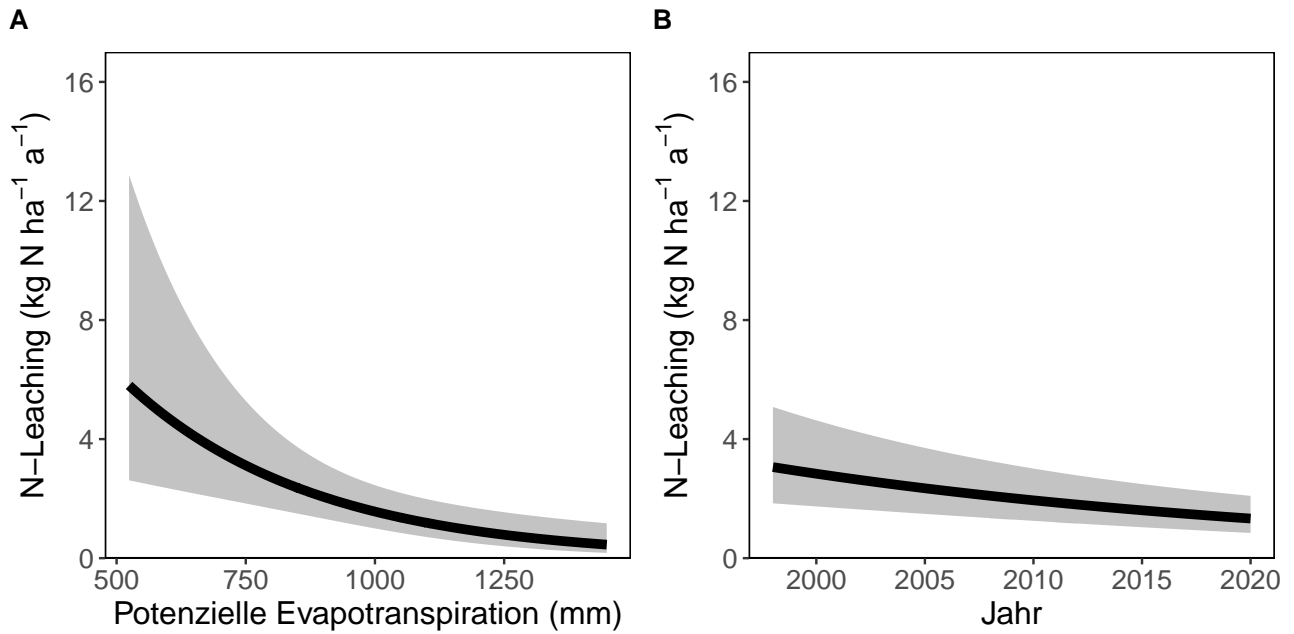 A
16
12
8
4
0
N−Leaching (kg N ha⁻¹ a⁻¹)
500 750 1000 1250
Potenzielle Evapotranspiration (mm)
B
16
12
8
4
0
N−Leaching (kg N ha⁻¹ a⁻¹)
2000 2005 2010 2015 2020
Jahr